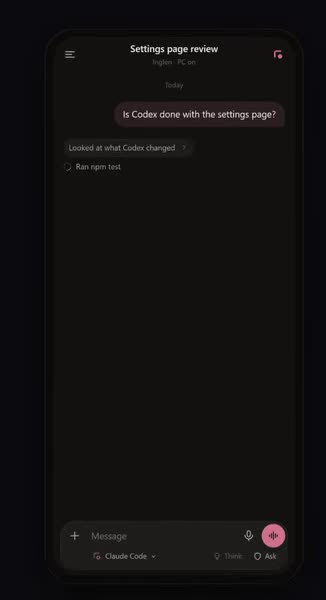 Settings page review
Inglen · PC on
Today
Is Codex done with the settings page?
Looked at what Codex changed
Ran npm test
Message
Claude Code
Think
Ask